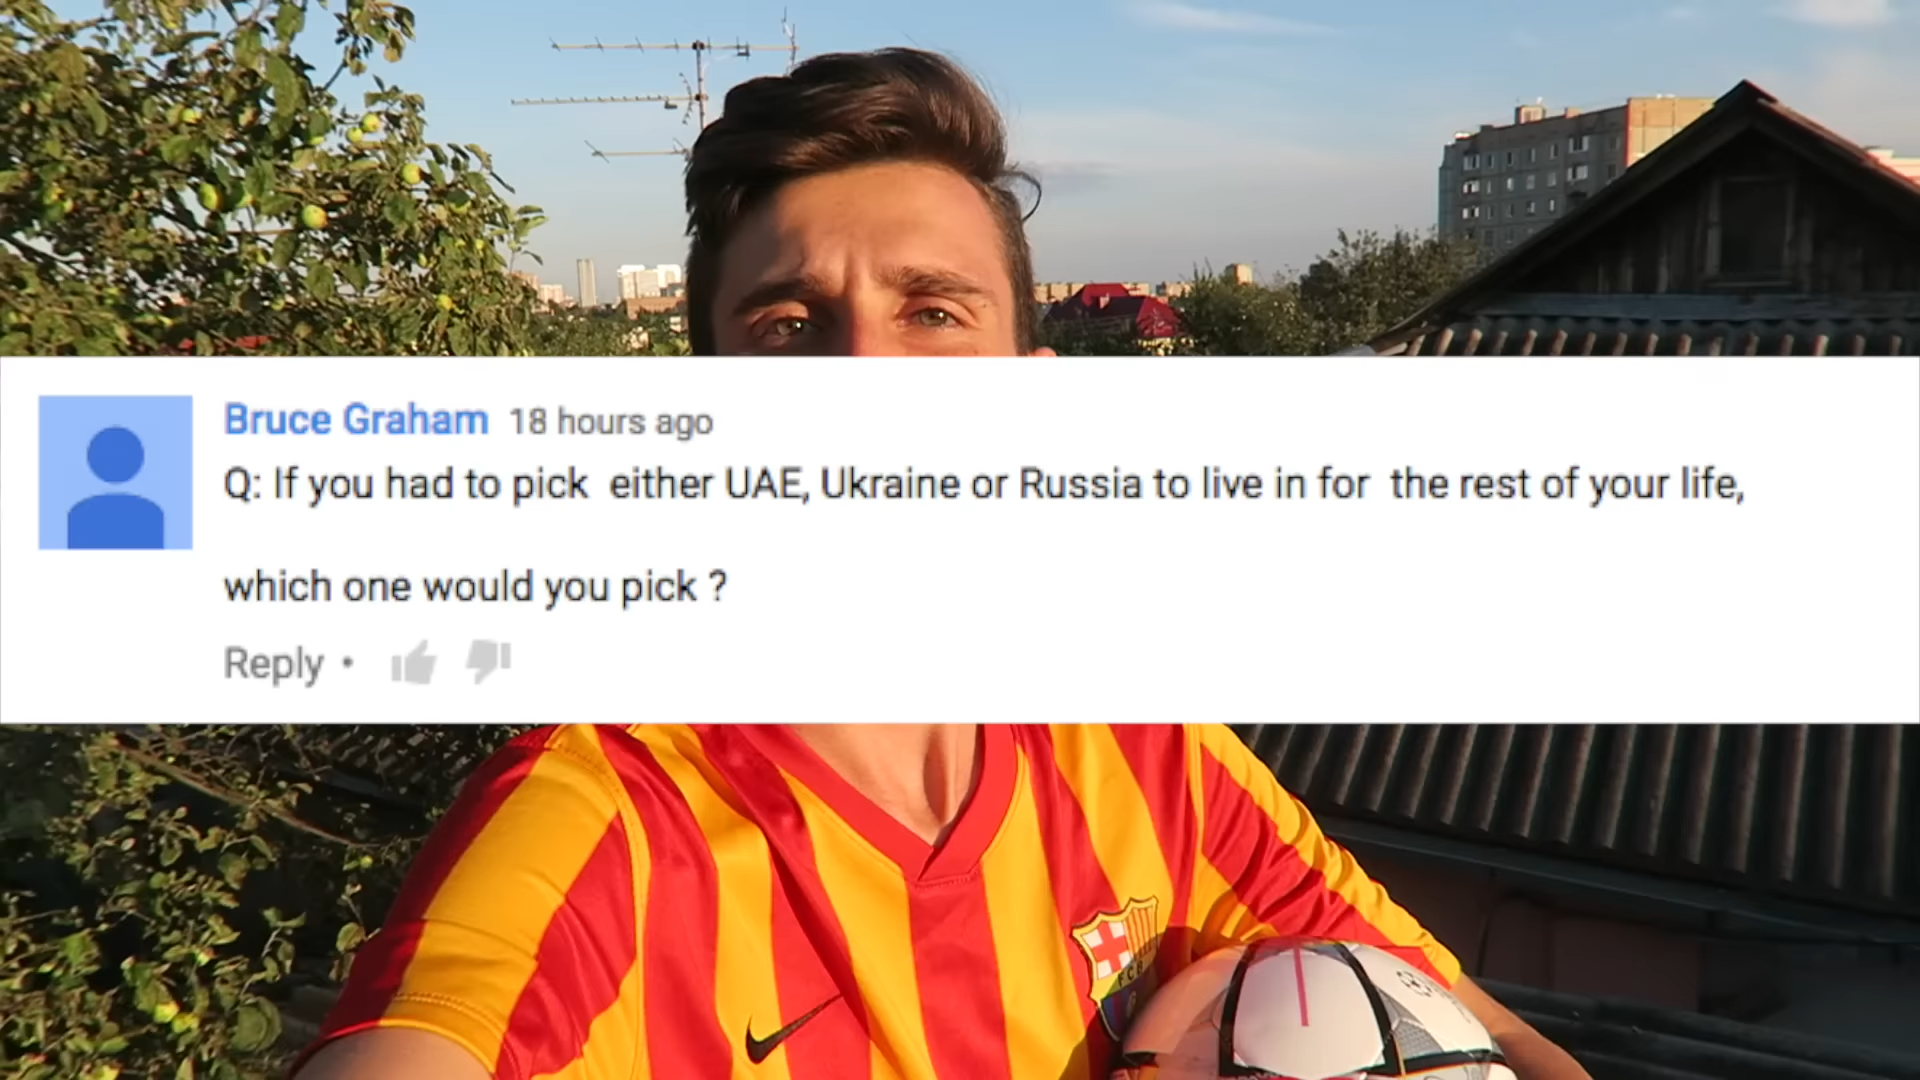 Bruce Graham 18 hours ago
Q: If you had to pick either UAE, Ukraine or Russia to live in for the rest of your life,
which one would you pick ?
Reply •
FCB